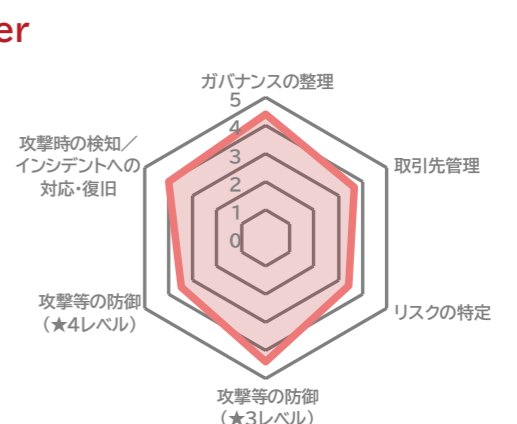 er
ガバナンスの整理
5
4
3
2
1
0
攻撃時の検知／
インシデントへの
対応・復旧
取引先管理
攻撃等の防御
（★4レベル）
リスクの特定
攻撃等の防御
（★3レベル）